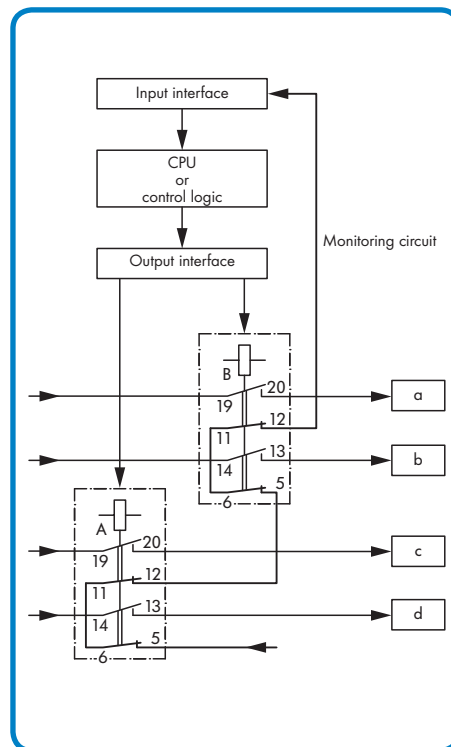 Input interface
CPU
or
control logic
Monitoring circuit
Output interface
B
20
a
19
12
11
13
b
14
5
6
A
20
c
19
12
11
13
d
14
5
6